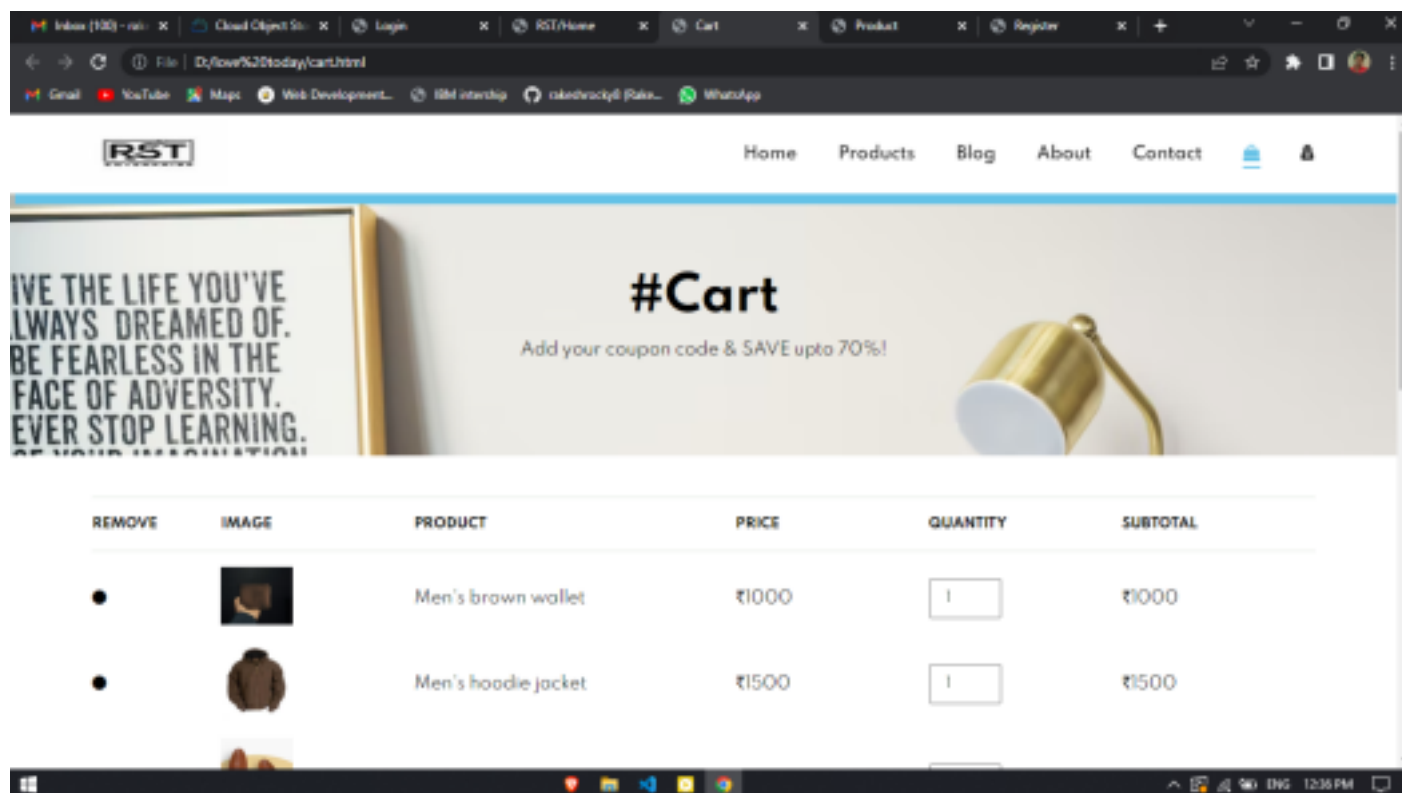 Inbox (100) - rak
Cloud Object Sto
Login
RST/Home
Cart
Product
Register
File
D:/love%20today/cart.html
Gmail
YouTube
Maps
Web Development...
IBM intership
WhatsApp
RST
Home
Products
Blog
About
Contact
IVE THE LIFE YOU'VE
LWAYS DREAMED OF.
BE FEARLESS IN THE
FACE OF ADVERSITY.
EVER STOP LEARNING.
#Cart
Add your coupon code & SAVE upto 70%!
REMOVE IMAGE PRODUCT PRICE QUANTITY SUBTOTAL
Men's brown wallet ₹1000 1 ₹1000
Men's hoodie jacket ₹1500 1 ₹1500
ENG 12:36 PM